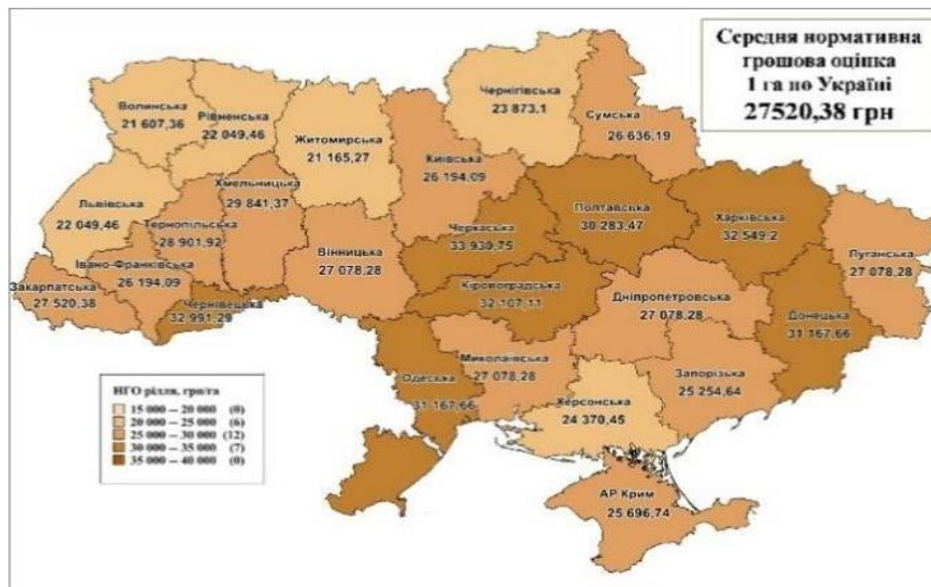 Середня нормативна
грошова оцінка
1 га по Україні
27520,38 грн
Волинська
21 607,36
Рівненська
22 049,46
Житомирська
21 165,27
Чернігівська
23 873,1
Сумська
26 636,19
Київська
26 194,09
Львівська
22 049,46
Тернопільська
28 901,92
Хмельницька
29 841,37
Вінницька
27 078,28
Черкаська
33 930,75
Полтавська
30 283,47
Харківська
32 549,2
Луганська
27 078,28
Закарпатська
27 520,38
Івано-Франківська
26 194,09
Чернівецька
32 991,29
Кіровоградська
32 107,11
Дніпропетровська
27 078,28
Донецька
31 167,66
Одеська
31 167,66
Миколаївська
27 078,28
Херсонська
24 370,45
Запорізька
25 254,64
АР Крим
25 696,74
НГО рілля, грн/га
15 000 – 20 000 (0)
20 000 – 25 000 (6)
25 000 – 30 000 (12)
30 000 – 35 000 (7)
35 000 – 40 000 (0)